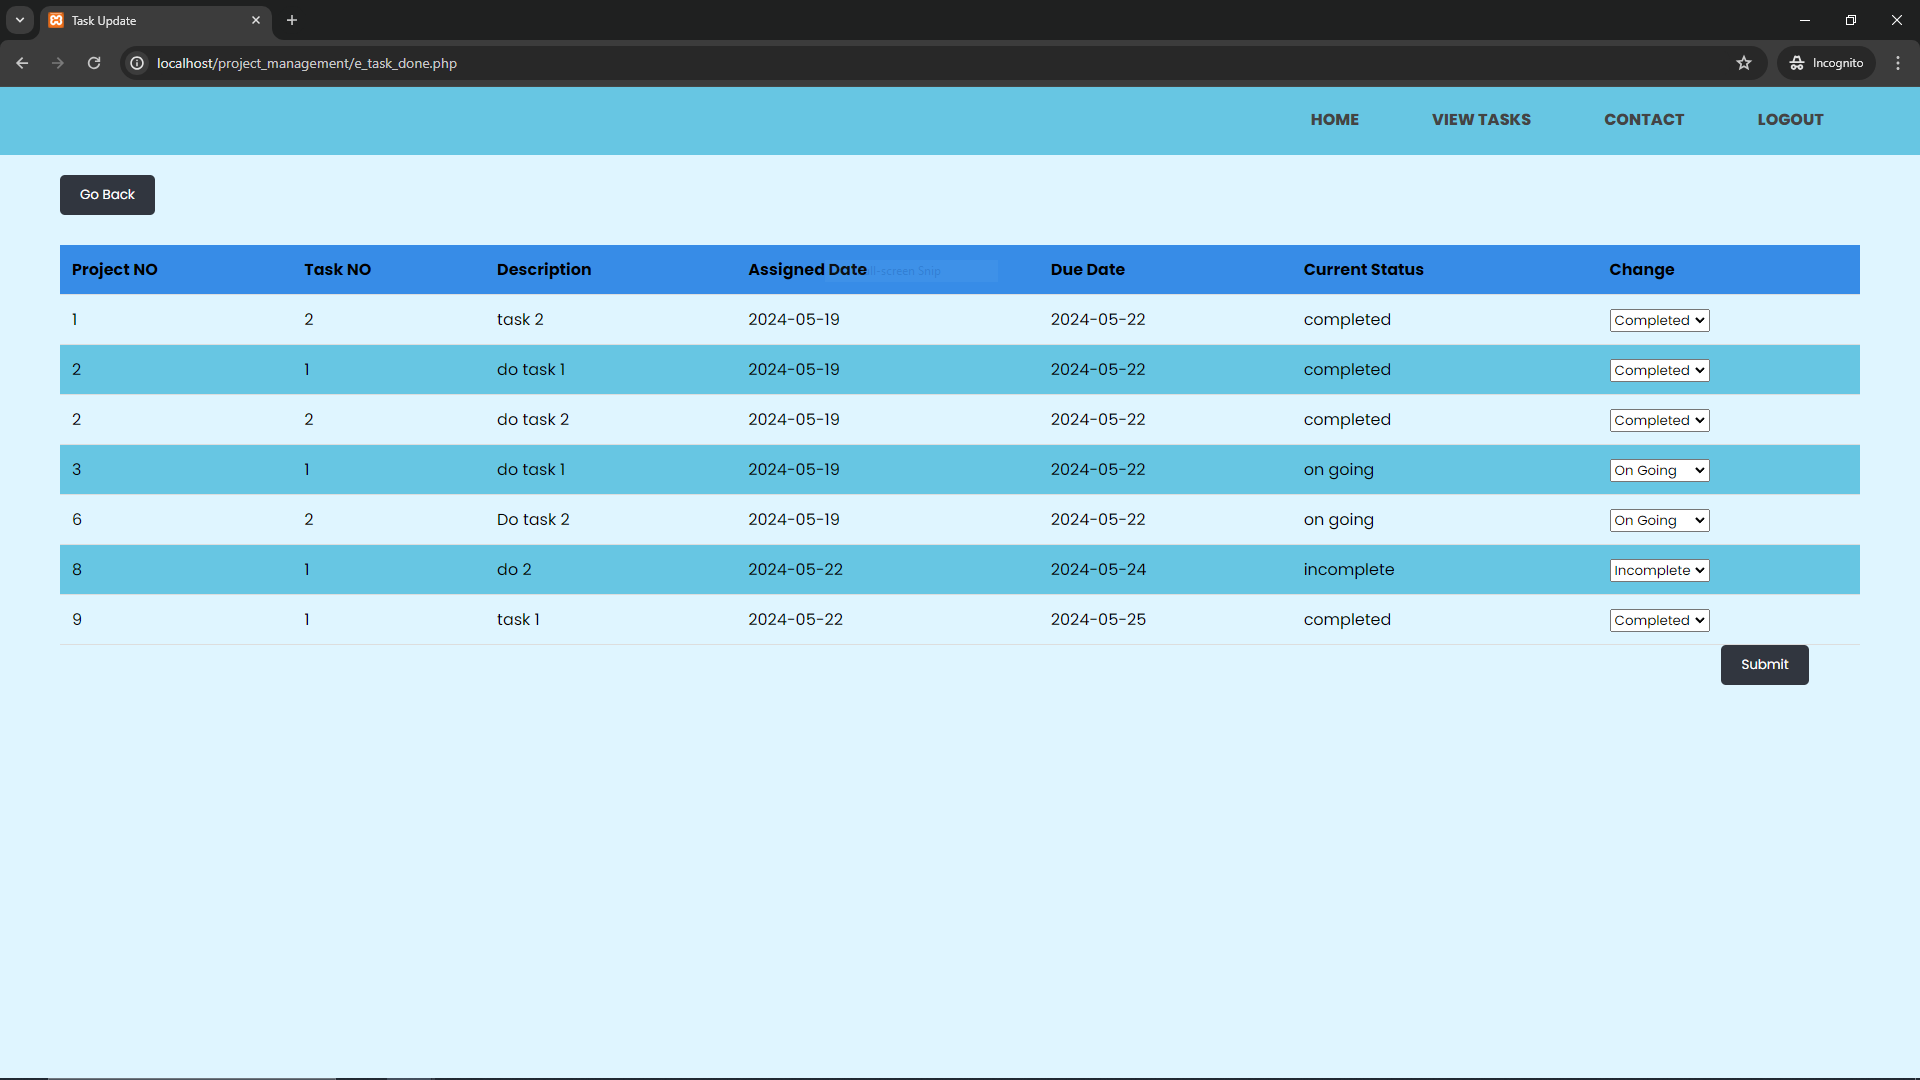 Task Update
localhost/project_management/e_task_done.php
Incognito
HOME VIEW TASKS CONTACT LOGOUT
Go Back
Project NO Task NO Description Assigned Date Due Date Current Status Change
1 2 task 2 2024-05-19 2024-05-22 completed Completed
2 1 do task 1 2024-05-19 2024-05-22 completed Completed
2 2 do task 2 2024-05-19 2024-05-22 completed Completed
3 1 do task 1 2024-05-19 2024-05-22 on going On Going
6 2 Do task 2 2024-05-19 2024-05-22 on going On Going
8 1 do 2 2024-05-22 2024-05-24 incomplete Incomplete
9 1 task 1 2024-05-22 2024-05-25 completed Completed
Submit